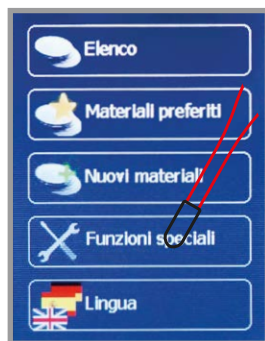 Elenco
Materiali preferiti
Nuovi materiali
Funzioni speciali
Lingua